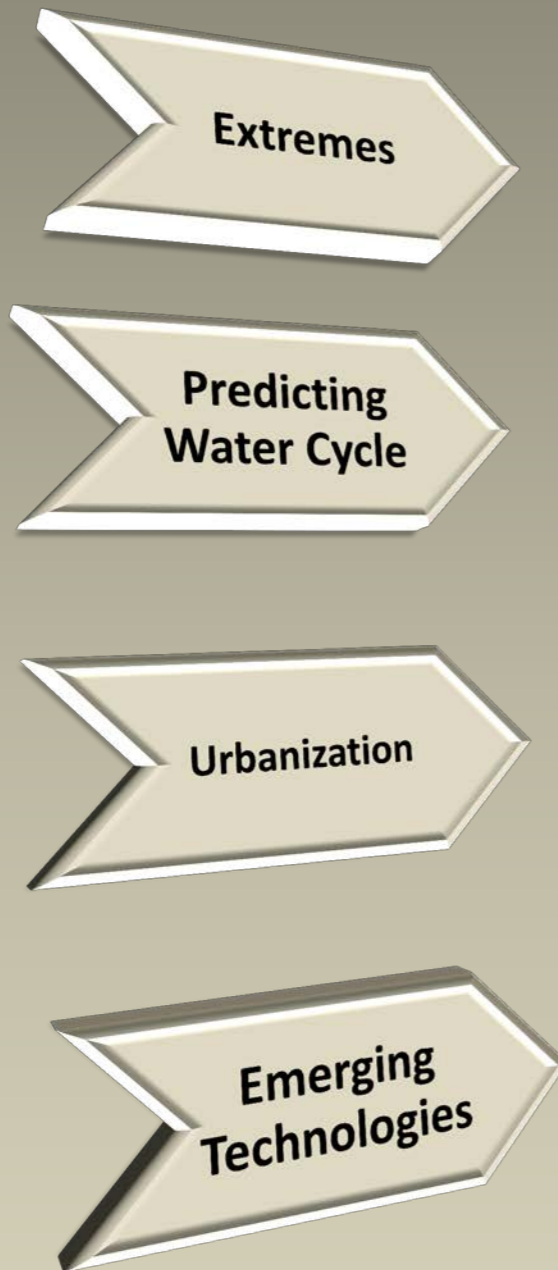 Extremes
Predicting
Water Cycle
Urbanization
Emerging
Technologies